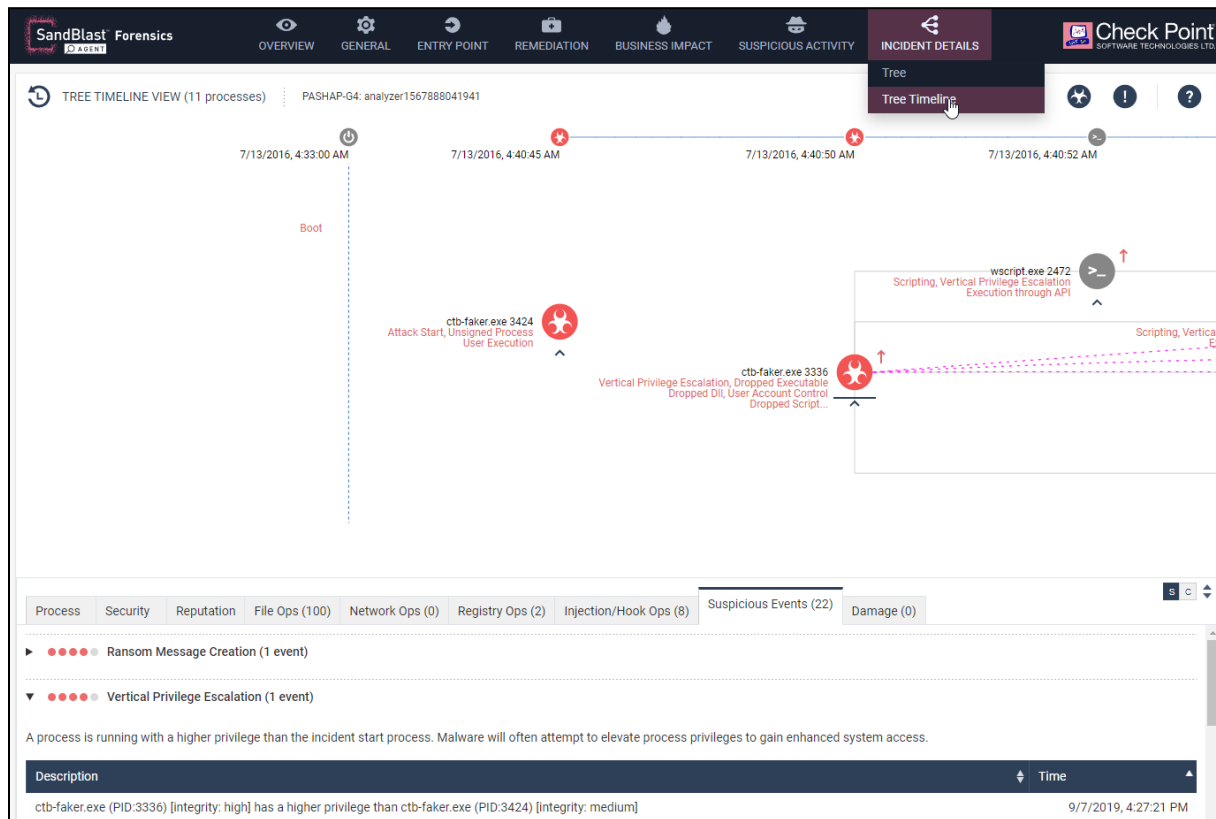 SandBlast Forensics
AGENT
OVERVIEW
GENERAL
ENTRY POINT
REMEDIATION
BUSINESS IMPACT
SUSPICIOUS ACTIVITY
INCIDENT DETAILS
Check Point
SOFTWARE TECHNOLOGIES LTD.
Tree
Tree Timeline
TREE TIMELINE VIEW (11 processes)
PASHAP-G4: analyzer1567888041941
7/13/2016, 4:33:00 AM
7/13/2016, 4:40:45 AM
7/13/2016, 4:40:50 AM
7/13/2016, 4:40:52 AM
Boot
wscript.exe 2472
Scripting, Vertical Privilege Escalation
Execution through API
ctb-faker.exe 3424
Attack Start, Unsigned Process
User Execution
Scripting, Vertica
E
ctb-faker.exe 3336
Vertical Privilege Escalation, Dropped Executable
Dropped Dll, User Account Control
Dropped Script...
S C
Process
Security
Reputation
File Ops (100)
Network Ops (0)
Registry Ops (2)
Injection/Hook Ops (8)
Suspicious Events (22)
Damage (0)
Ransom Message Creation (1 event)
Vertical Privilege Escalation (1 event)
A process is running with a higher privilege than the incident start process. Malware will often attempt to elevate process privileges to gain enhanced system access.
Description
Time
ctb-faker.exe (PID:3336) [integrity: high] has a higher privilege than ctb-faker.exe (PID:3424) [integrity: medium]
9/7/2019, 4:27:21 PM